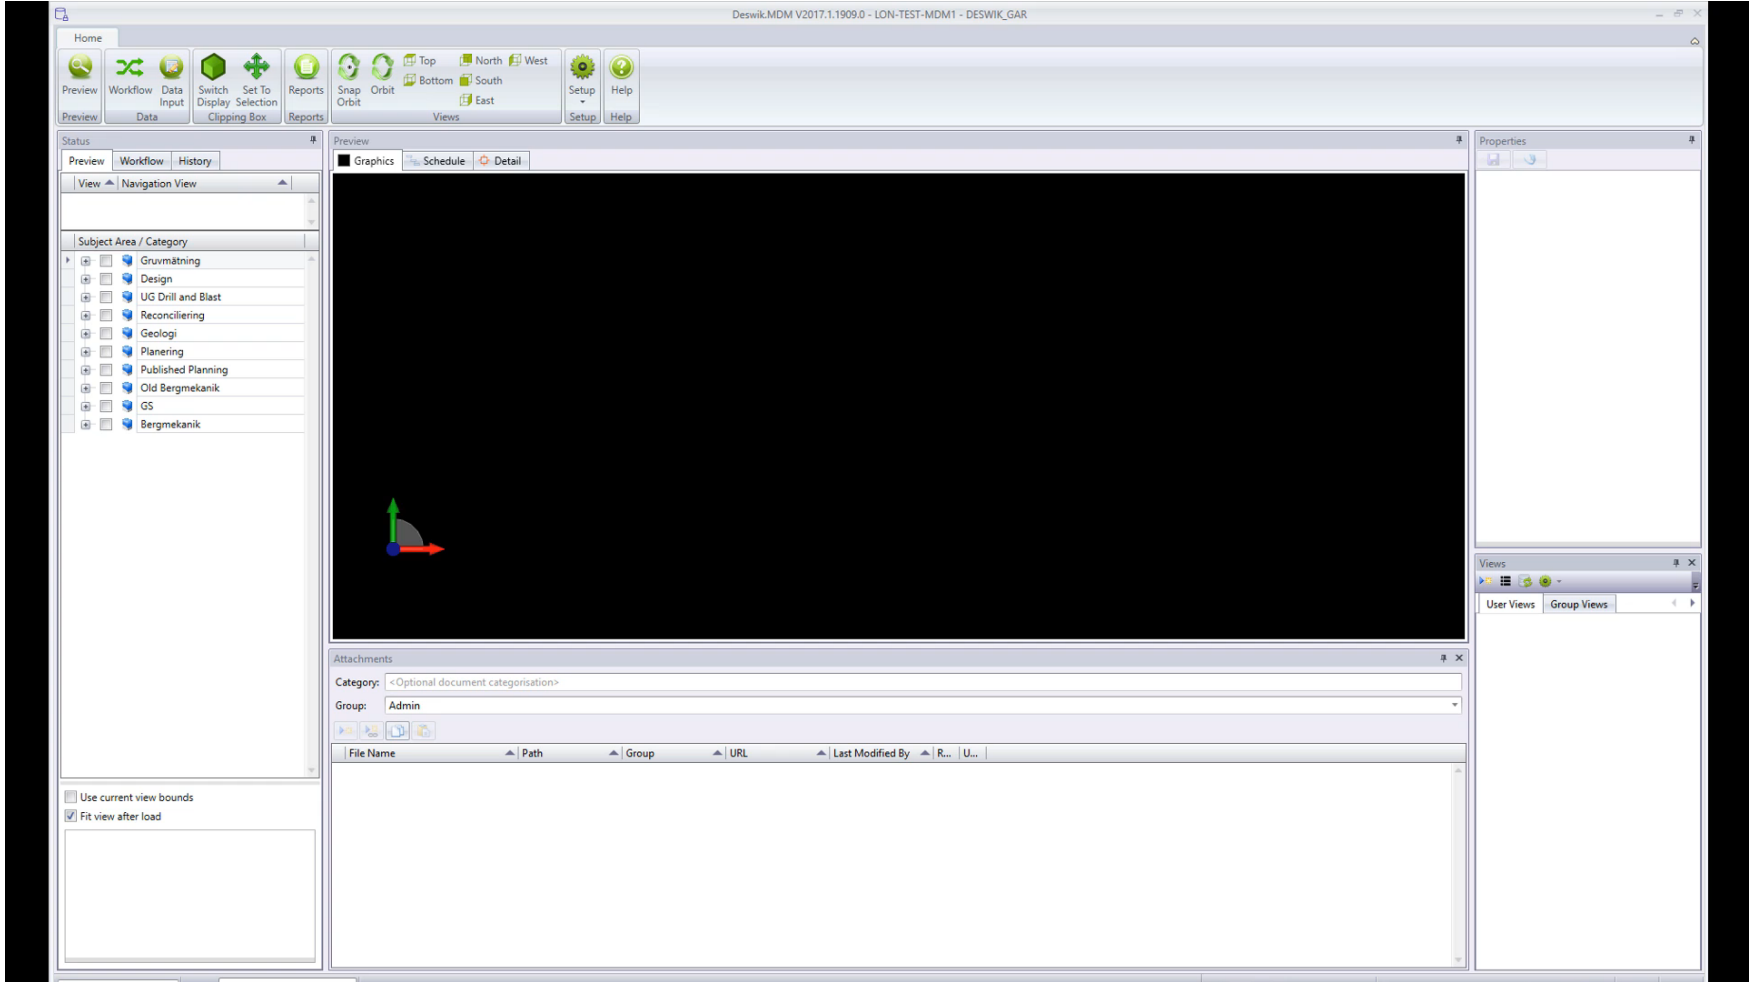 Deswik.MDM V2017.1.1909.0 - LON-TEST-MDM1 - DESWIK_GAR
Home
Preview
Workflow
Data Input
Switch Display
Set To Selection
Reports
Snap Orbit
Orbit
Top
North
West
Bottom
South
East
Setup
Help
Preview
Data
Clipping Box
Reports
Views
Setup
Help
Status
Preview Workflow History
View Navigation View
Subject Area / Category
Gruvmätning
Design
UG Drill and Blast
Reconciliering
Geologi
Planering
Published Planning
Old Bergmekanik
GS
Bergmekanik
Use current view bounds
Fit view after load
Preview
Graphics Schedule Detail
Attachments
Category: <Optional document categorisation>
Group: Admin
File Name Path Group URL Last Modified By R... U...
Properties
Views
User Views Group Views